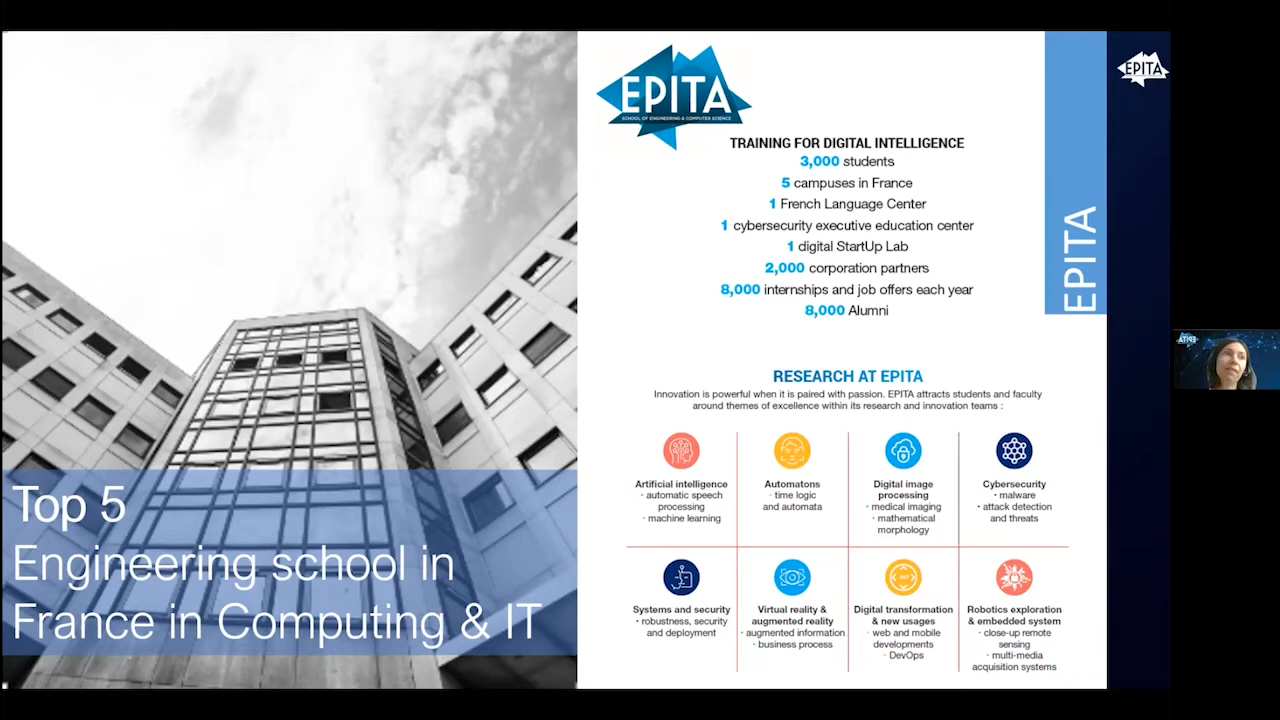 Top 5
Engineering school in
France in Computing & IT
EPITA
SCHOOL OF ENGINEERING & COMPUTER SCIENCE
TRAINING FOR DIGITAL INTELLIGENCE
3,000 students
5 campuses in France
1 French Language Center
1 cybersecurity executive education center
1 digital StartUp Lab
2,000 corporation partners
8,000 internships and job offers each year
8,000 Alumni
RESEARCH AT EPITA
Innovation is powerful when it is paired with passion. EPITA attracts students and faculty
around themes of excellence within its research and innovation teams :
Artificial intelligence
· automatic speech
processing
· machine learning
Automatons
· time logic
and automata
Digital image
processing
· medical imaging
· mathematical
morphology
Cybersecurity
· malware
· attack detection
and threats
Systems and security
· robustness, security
and deployment
Virtual reality &
augmented reality
· augmented information
· business process
Digital transformation
& new usages
· web and mobile
developments
· DevOps
Robotics exploration
& embedded system
· close-up remote
sensing
· multi-media
acquisition systems
EPITA
EPITA
EPITA